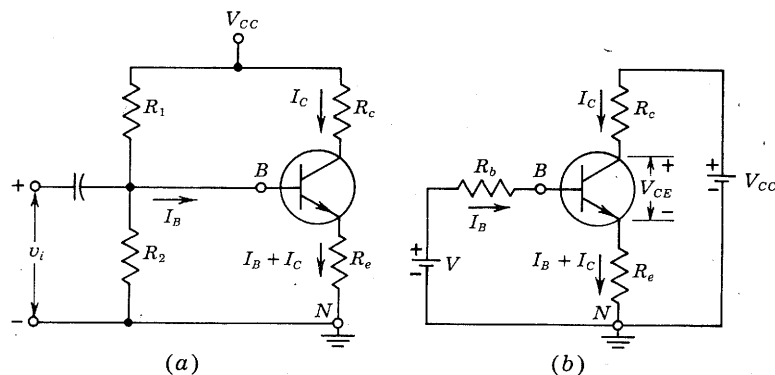 V_CC
I_C
R_1
R_c
B
+
I_B
v_i
R_2
I_B + I_C
R_e
-
N
(a)
I_C
R_c
R_b
B
+
V_CE
-
I_B
+
-
V_CC
+
-
V
I_B + I_C
R_e
N
(b)